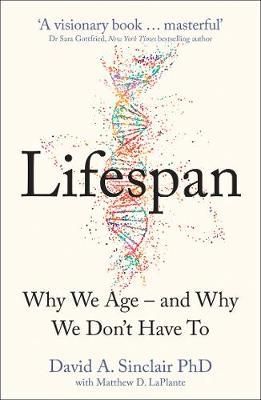 ‘A visionary book … masterful’
Dr Sara Gottfried, New York Times bestselling author
Lifespan
Why We Age – and Why
We Don’t Have To
David A. Sinclair PhD
with Matthew D. LaPlante